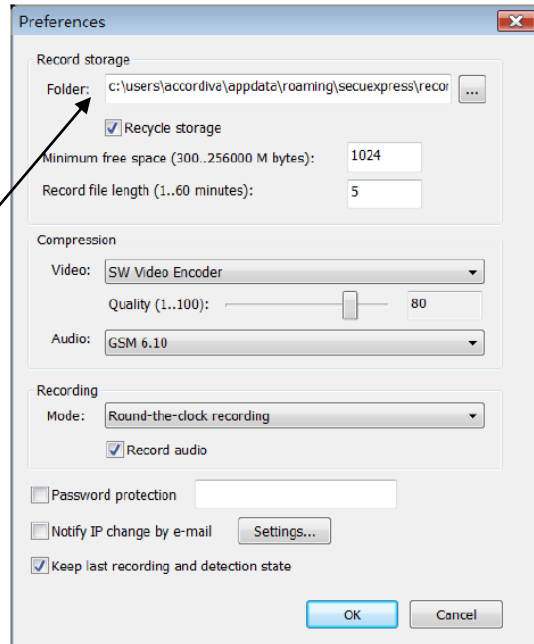 Preferences
Record storage
Folder: c:\users\accordiva\appdata\roaming\secuexpress\recor ...
Recycle storage
Minimum free space (300..256000 M bytes): 1024
Record file length (1..60 minutes): 5
Compression
Video: SW Video Encoder
Quality (1..100): 80
Audio: GSM 6.10
Recording
Mode: Round-the-clock recording
Record audio
Password protection
Notify IP change by e-mail Settings...
Keep last recording and detection state
OK Cancel